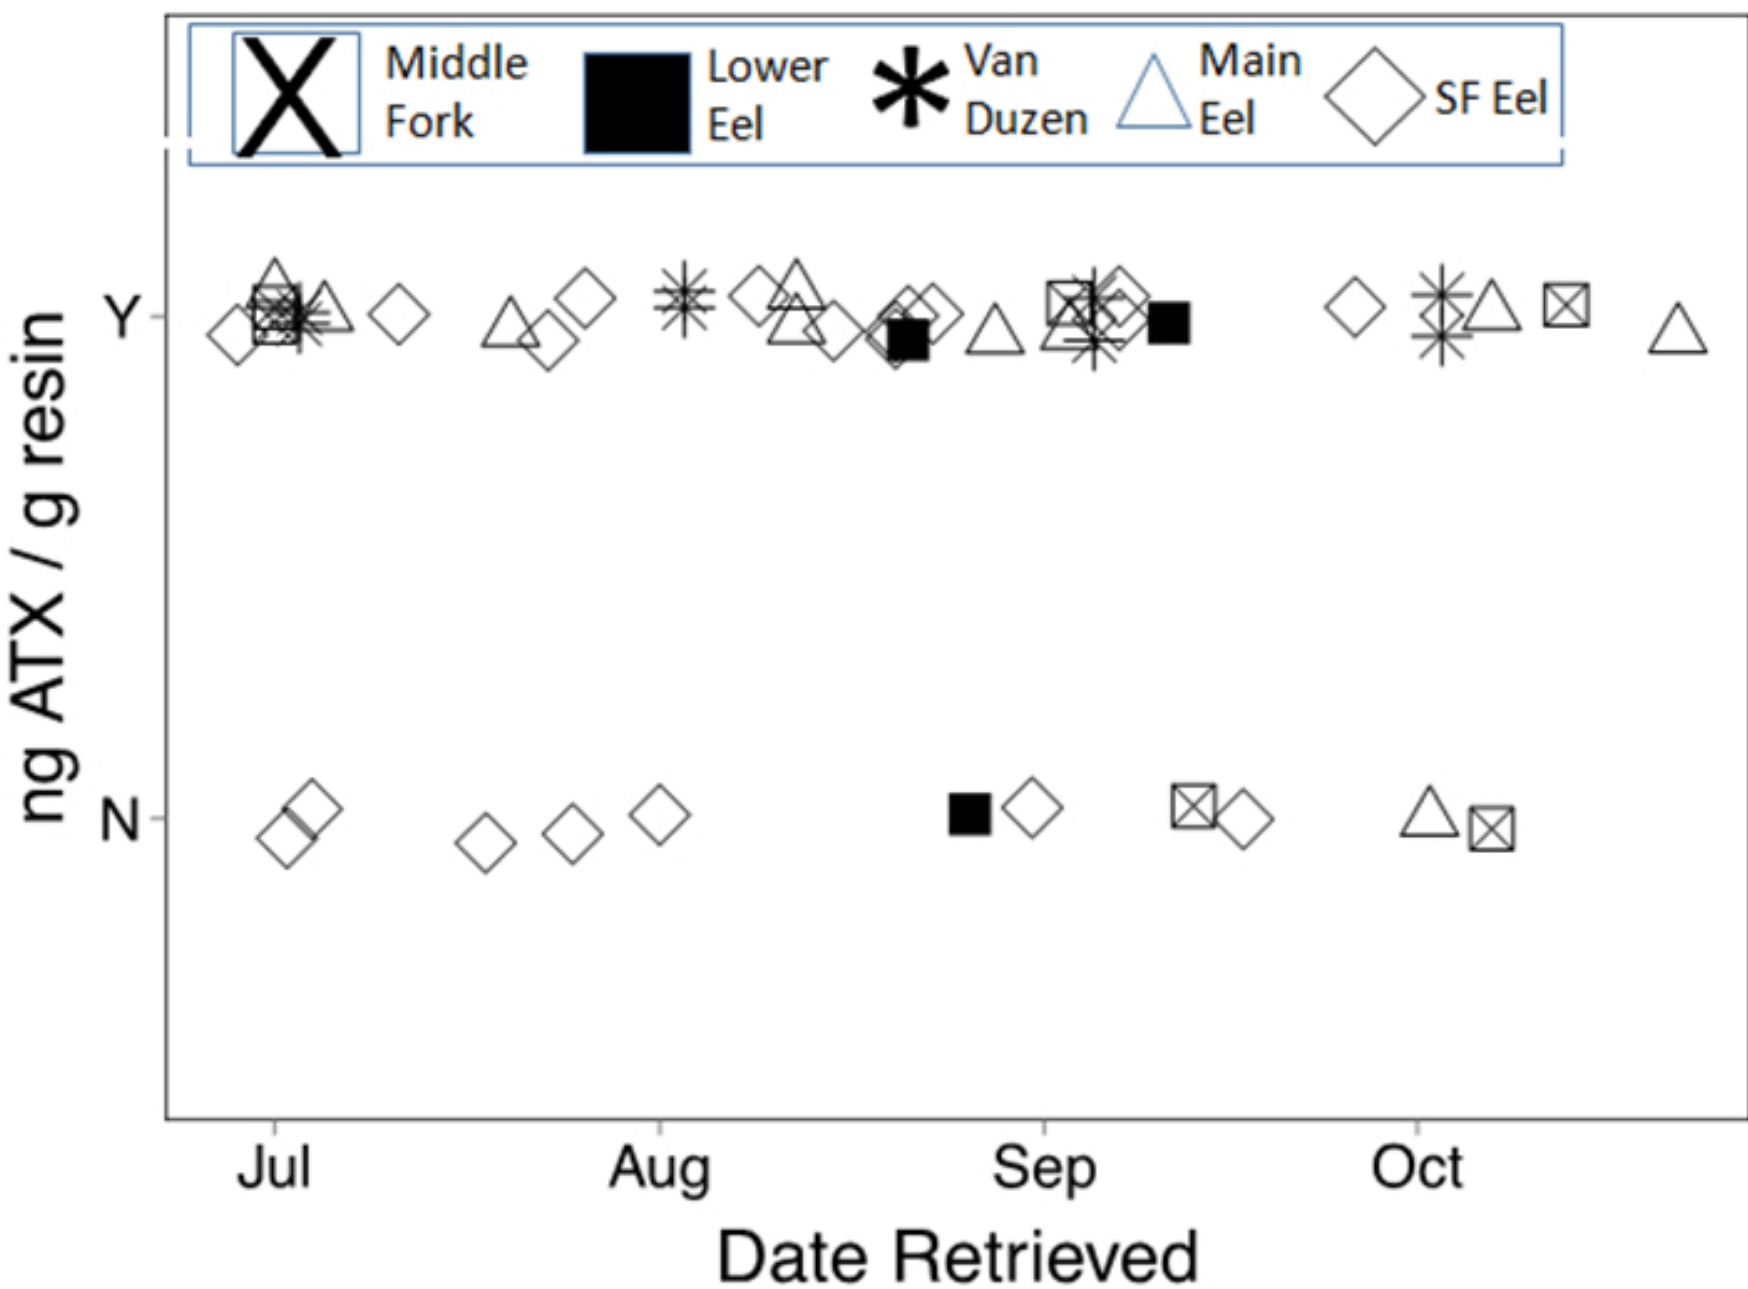 Middle
Fork
Lower
Eel
Van
Duzen
Main
Eel
SF Eel
Y
N
ng ATX / g resin
Jul
Aug
Sep
Oct
Date Retrieved